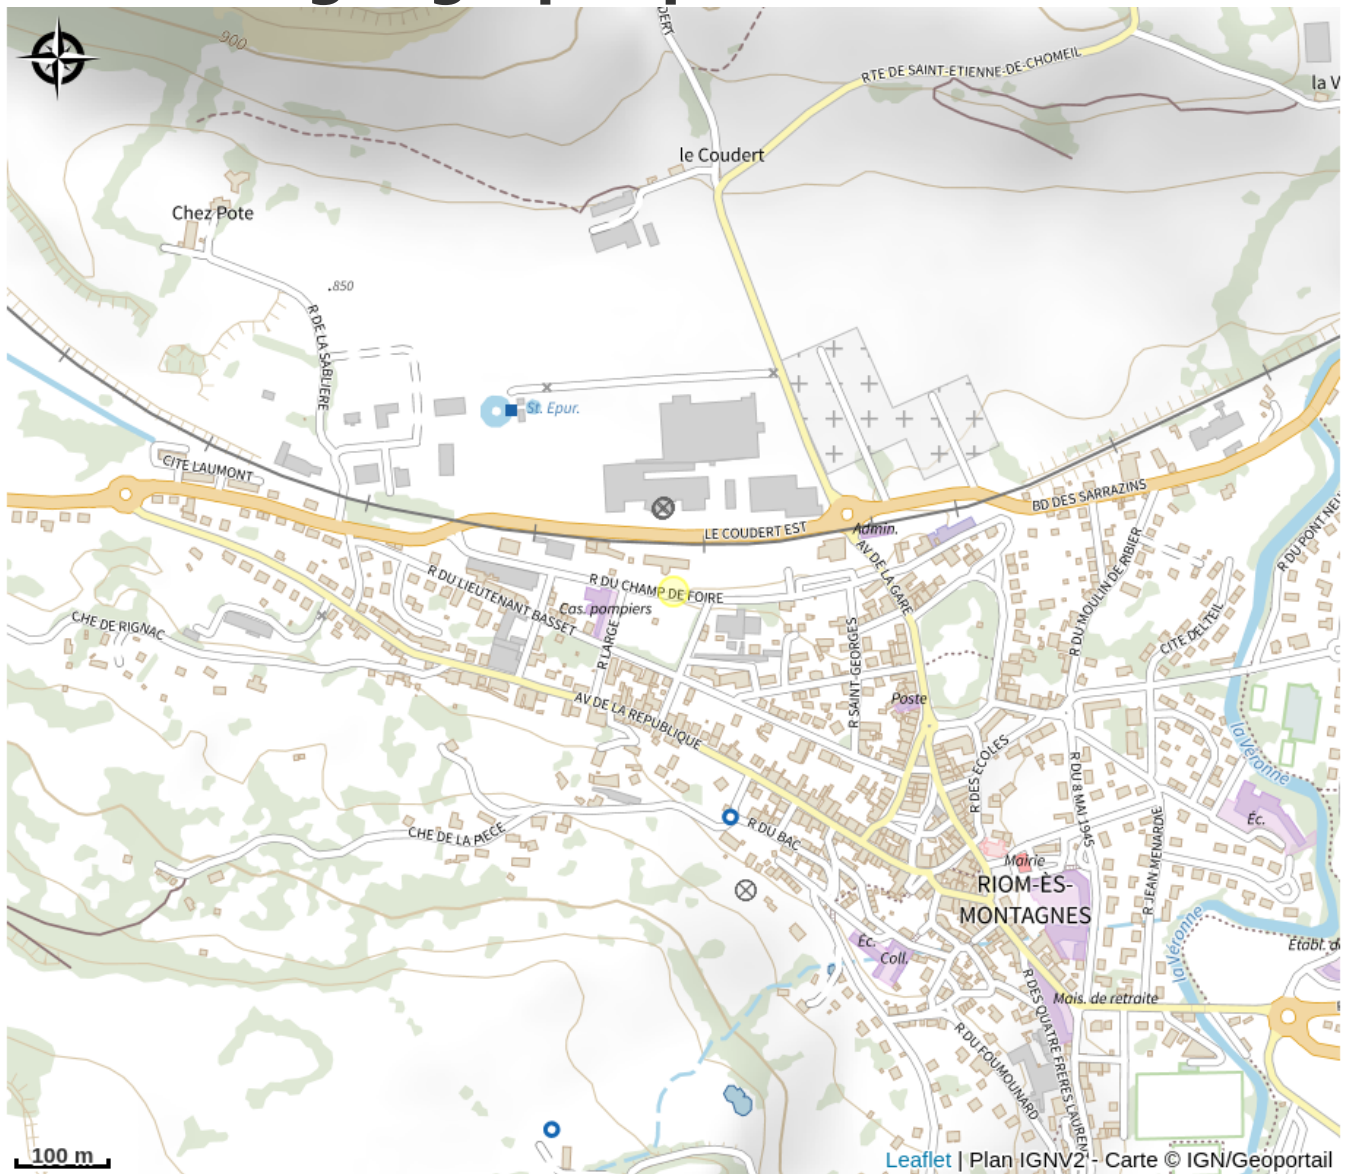 900
DERT
RTE DE SAINT-ETIENNE-DE-CHOMEIL
la V
le Coudert
Chez Pote
.850
R DE LA SABLIERE
St. Epur.
CITE LAUMONT
BD DES SARRAZINS
LE COUDERT EST
Admin.
AV DE LA GARE
R DU PONT NEU
R DU LIEUTENANT BASSET
R DU CHAMP DE FOIRE
Cas. pompiers
R LARGE
CHE DE RIGNAC
R DU MOULIN DE RIBIER
CITE DEL TEIL
R SAINT-GEORGES
Poste
AV DE LA REPUBLIQUE
la Véronne
R DES ECOLES
R DU 8 MAI 1945
R JEAN MENARDIE
Éc.
CHE DE LA PIECE
R DU BAC
Mairie
RIOM-ÈS-
MONTAGNES
Éc.
Coll.
la Véronne
Établ. d
Mais. de retraite
R DES QUATRE FRERES LAURENT
R DU FOUMOUNARD
100 m
Leaflet | Plan IGNV2 - Carte © IGN/Geoportail